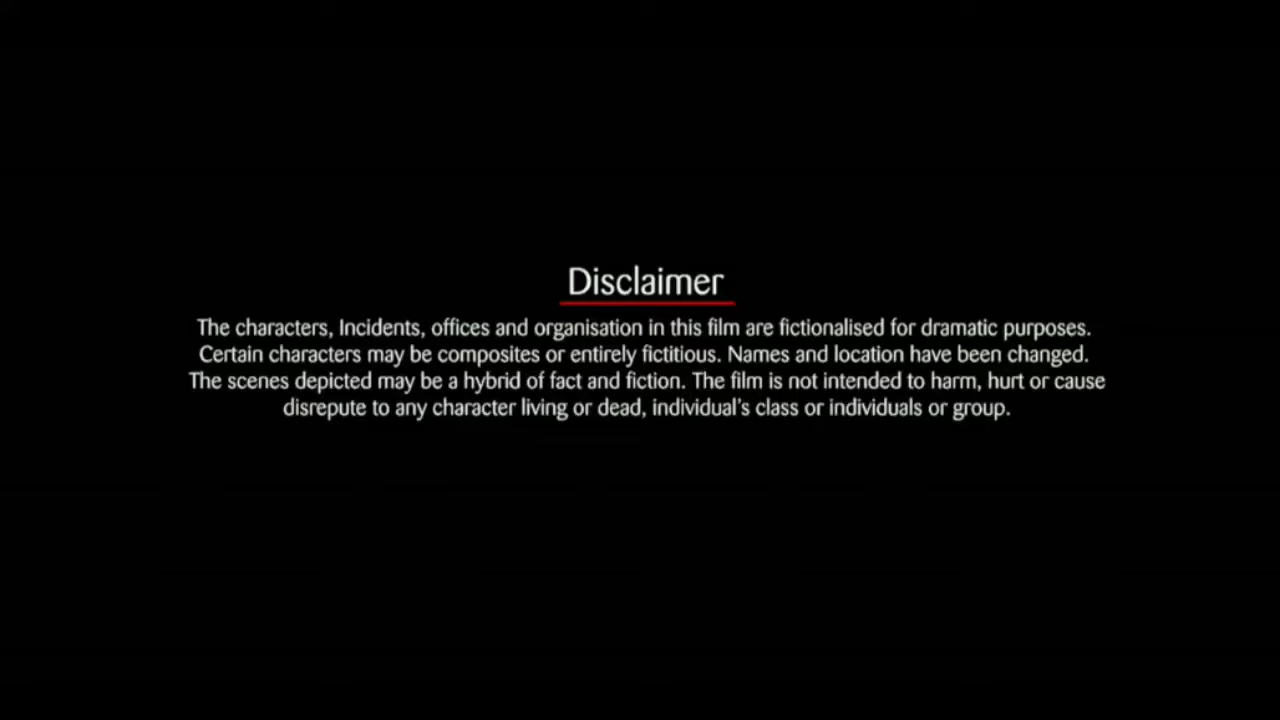 Disclaimer
The characters, Incidents, offices and organisation in this film are fictionalised for dramatic purposes.
Certain characters may be composites or entirely fictitious. Names and location have been changed.
The scenes depicted may be a hybrid of fact and fiction. The film is not intended to harm, hurt or cause
disrepute to any character living or dead, individual's class or individuals or group.